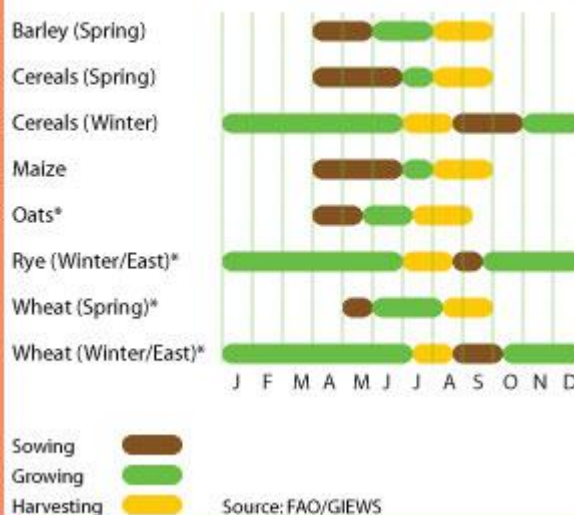 Barley (Spring)
Cereals (Spring)
Cereals (Winter)
Maize
Oats*
Rye (Winter/East)*
Wheat (Spring)*
Wheat (Winter/East)*
J F M A M J J A S O N D
Sowing
Growing
Harvesting
Source: FAO/GIEWS